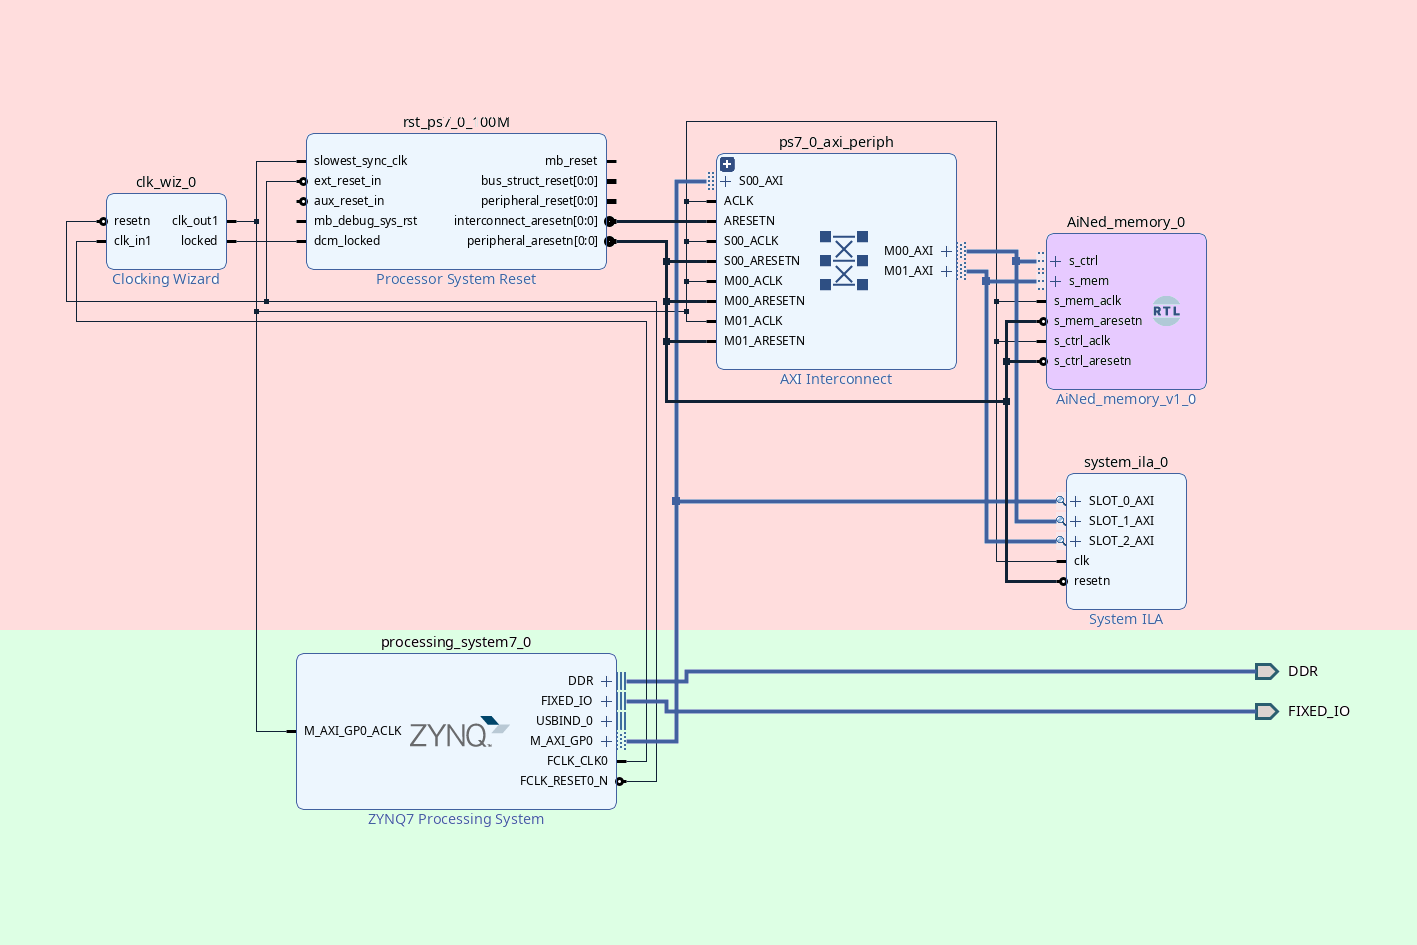 rst_ps7_0_100M
slowest_sync_clk
ext_reset_in
aux_reset_in
mb_debug_sys_rst
dcm_locked
mb_reset
bus_struct_reset[0:0]
peripheral_reset[0:0]
interconnect_aresetn[0:0]
peripheral_aresetn[0:0]
Processor System Reset
clk_wiz_0
resetn
clk_in1
clk_out1
locked
Clocking Wizard
ps7_0_axi_periph
S00_AXI
ACLK
ARESETN
S00_ACLK
S00_ARESETN
M00_ACLK
M00_ARESETN
M01_ACLK
M01_ARESETN
M00_AXI
M01_AXI
AXI Interconnect
AiNed_memory_0
s_ctrl
s_mem
s_mem_aclk
s_mem_aresetn
s_ctrl_aclk
s_ctrl_aresetn
RTL
AiNed_memory_v1_0
system_ila_0
SLOT_0_AXI
SLOT_1_AXI
SLOT_2_AXI
clk
resetn
System ILA
processing_system7_0
M_AXI_GP0_ACLK
ZYNQ
DDR
FIXED_IO
USBIND_0
M_AXI_GP0
FCLK_CLK0
FCLK_RESET0_N
ZYNQ7 Processing System
DDR
FIXED_IO